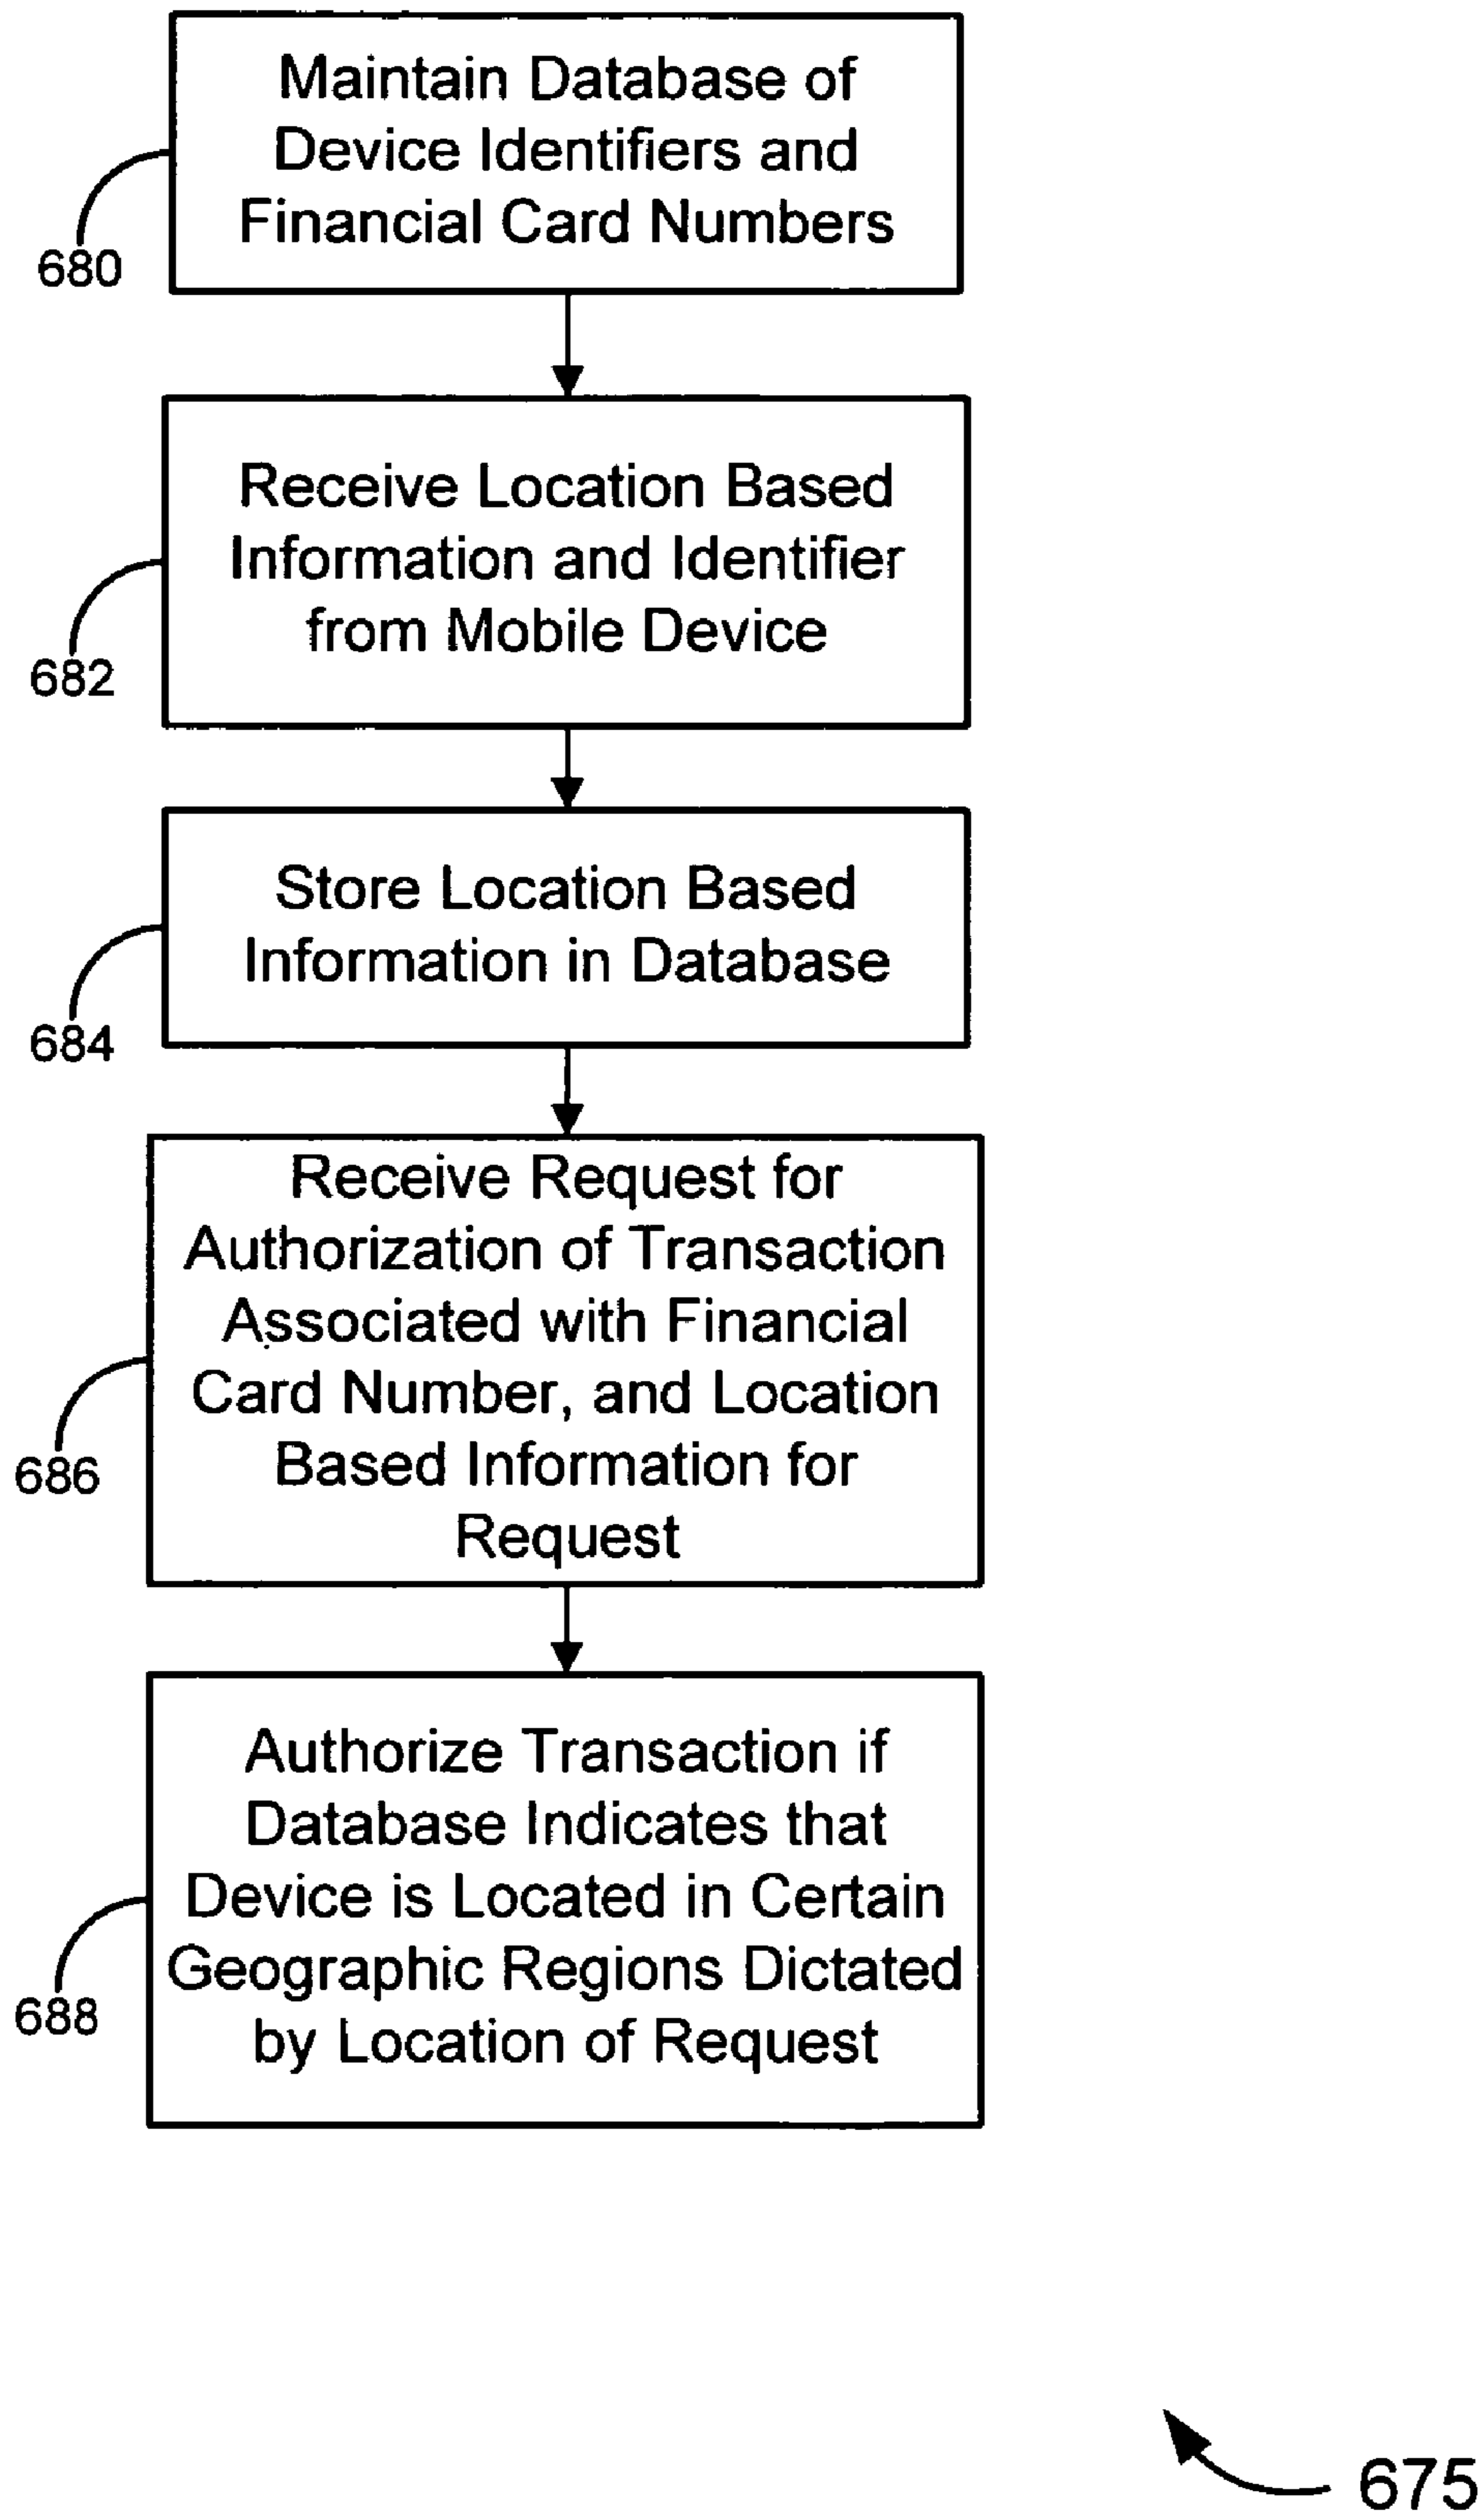 Maintain Database of
Device Identifiers and
Financial Card Numbers
680
Receive Location Based
Information and Identifier
from Mobile Device
682
Store Location Based
Information in Database
684
Receive Request for
Authorization of Transaction
Associated with Financial
Card Number, and Location
Based Information for
Request
686
Authorize Transaction if
Database Indicates that
Device is Located in Certain
Geographic Regions Dictated
by Location of Request
688
675